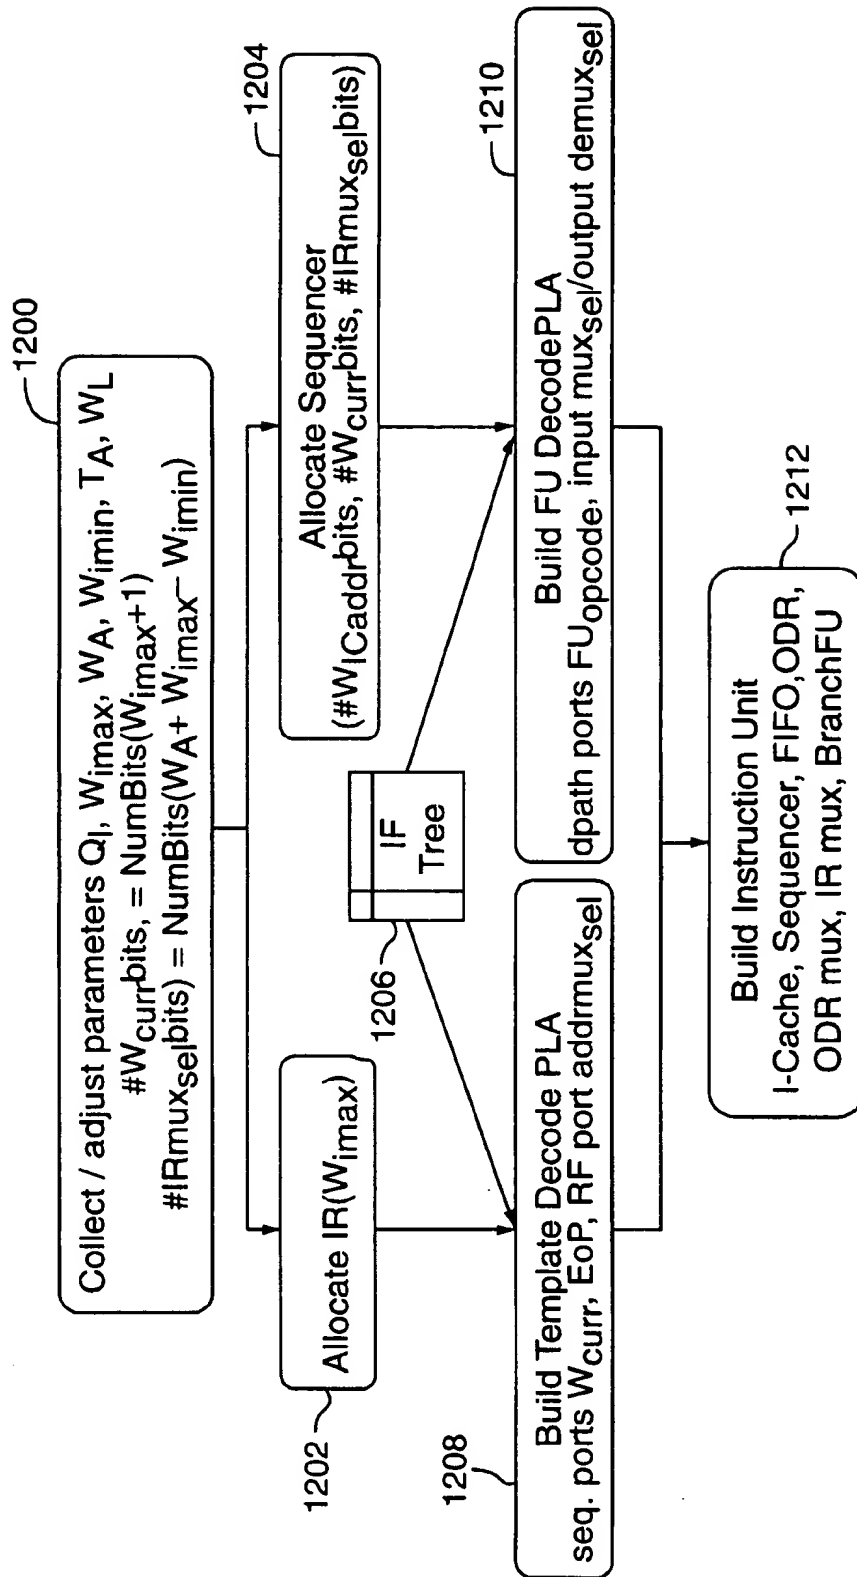 1200
Collect / adjust parameters Q_I, W_imax, W_A, W_imin, T_A, W_L
#W_curr bits, = NumBits(W_imax+1)
#IRmux_sel bits) = NumBits(W_A+ W_imax- W_imin)
1202
Allocate IR(W_imax)
1204
Allocate Sequencer
(#W_ICaddr bits, #W_curr bits, #IRmux_sel bits)
1206
IF
Tree
1208
Build Template Decode PLA
seq. ports W_curr, EoP, RF port addrmux_sel
1210
Build FU DecodePLA
dpath ports FU_opcode, input mux_sel/output demux_sel
1212
Build Instruction Unit
I-Cache, Sequencer, FIFO,ODR,
ODR mux, IR mux, BranchFU